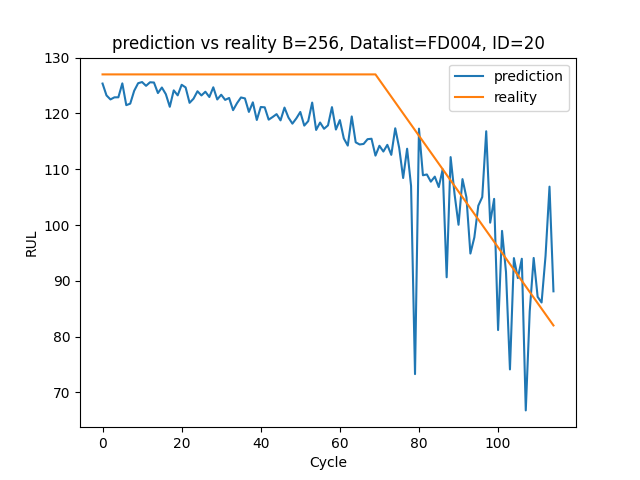 prediction vs reality B=256, Datalist=FD004, ID=20
prediction
reality
130
120
110
100
90
80
70
RUL
0 20 40 60 80 100
Cycle